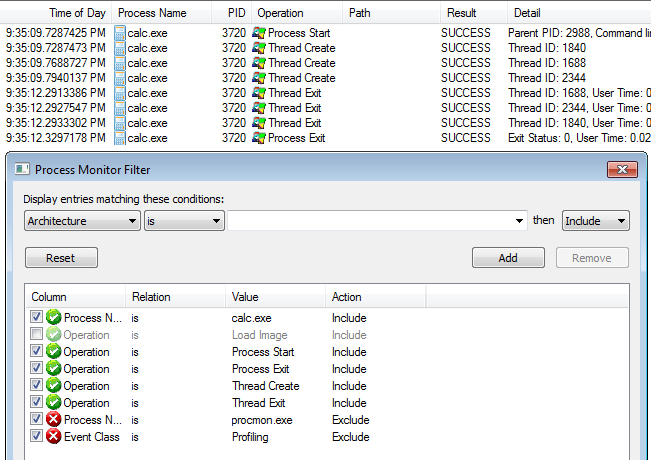 Time of Day Process Name PID Operation Path Result Detail
9:35:09.7287425 PM calc.exe 3720 Process Start SUCCESS Parent PID: 2988, Command li
9:35:09.7287473 PM calc.exe 3720 Thread Create SUCCESS Thread ID: 1840
9:35:09.7688727 PM calc.exe 3720 Thread Create SUCCESS Thread ID: 1688
9:35:09.7940137 PM calc.exe 3720 Thread Create SUCCESS Thread ID: 2344
9:35:12.2913386 PM calc.exe 3720 Thread Exit SUCCESS Thread ID: 1688, User Time: 0
9:35:12.2927547 PM calc.exe 3720 Thread Exit SUCCESS Thread ID: 2344, User Time: 0
9:35:12.2933302 PM calc.exe 3720 Thread Exit SUCCESS Thread ID: 1840, User Time: 0
9:35:12.3297178 PM calc.exe 3720 Process Exit SUCCESS Exit Status: 0, User Time: 0.02
Process Monitor Filter
Display entries matching these conditions:
Architecture is then Include
Reset Add Remove
Column Relation Value Action
Process N... is calc.exe Include
Operation is Load Image Include
Operation is Process Start Include
Operation is Process Exit Include
Operation is Thread Create Include
Operation is Thread Exit Include
Process N... is procmon.exe Exclude
Event Class is Profiling Exclude